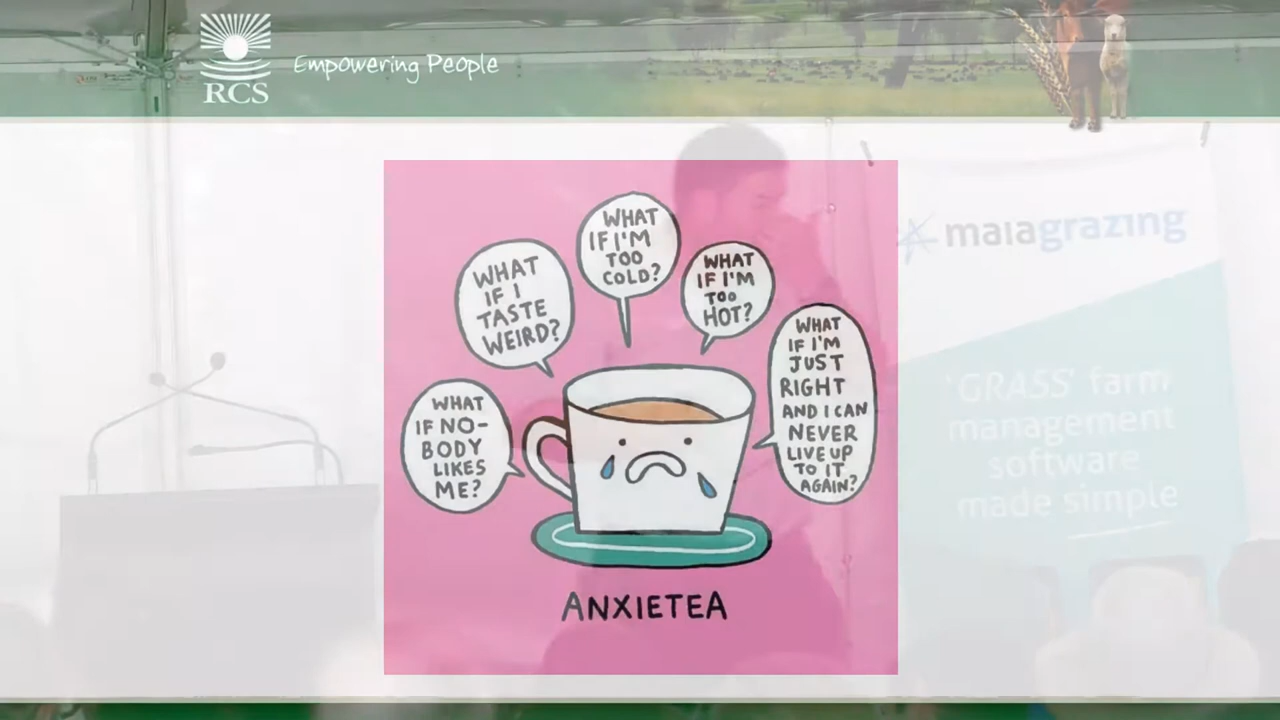 RCS
Empowering People
WHAT
IF NO-
BODY
LIKES
ME?
WHAT
IF I
TASTE
WEIRD?
WHAT
IF I'M
TOO
COLD?
WHAT
IF I'M
TOO
HOT?
WHAT
IF I'M
JUST
RIGHT
AND I CAN
NEVER
LIVE UP
TO IT
AGAIN?
ANXIETEA
maiagrazing
'GRASS' farm
management
software
made simple